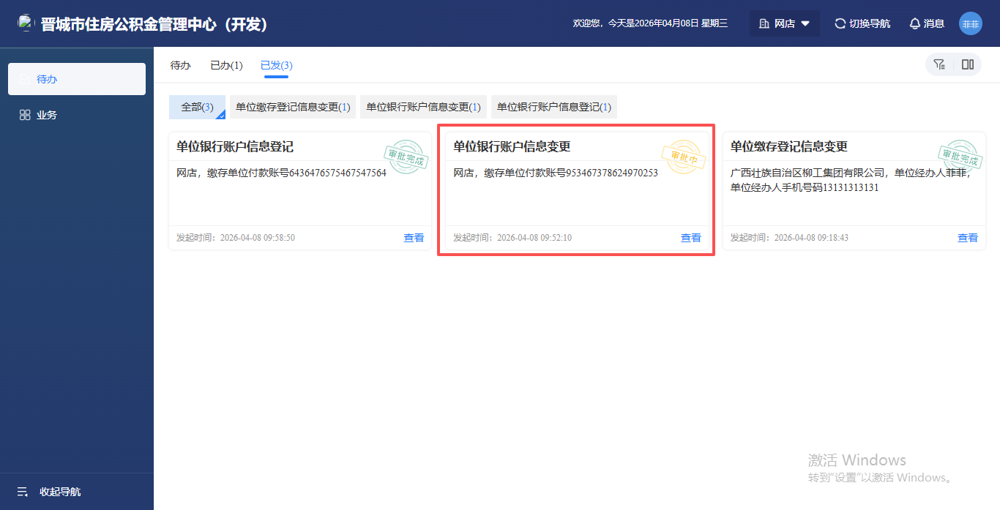 晋城市住房公积金管理中心（开发）
欢迎您，今天是2026年04月08日 星期三
网店
切换导航
消息
菲菲
待办
业务
收起导航
待办
已办(1)
已发(3)
全部(3)
单位缴存登记信息变更(1)
单位银行账户信息变更(1)
单位银行账户信息登记(1)
单位银行账户信息登记
审批完成
网店，缴存单位付款账号6436476575467547564
发起时间：2026-04-08 09:58:50
查看
单位银行账户信息变更
审批中
网店，缴存单位付款账号953467378624970253
发起时间：2026-04-08 09:52:10
查看
单位缴存登记信息变更
审批完成
广西壮族自治区柳工集团有限公司，单位经办人菲菲，
单位经办人手机号码13131313131
发起时间：2026-04-08 09:18:43
查看
激活 Windows
转到"设置"以激活 Windows。